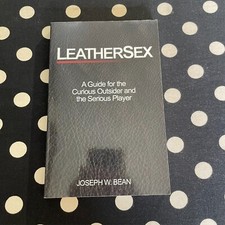 LEATHERSEX
A Guide for the
Curious Outsider and
the Serious Player
JOSEPH W. BEAN